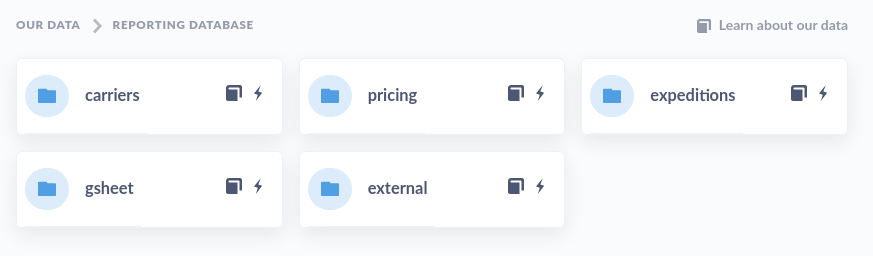 OUR DATA REPORTING DATABASE Learn about our data
carriers pricing expeditions
gsheet external